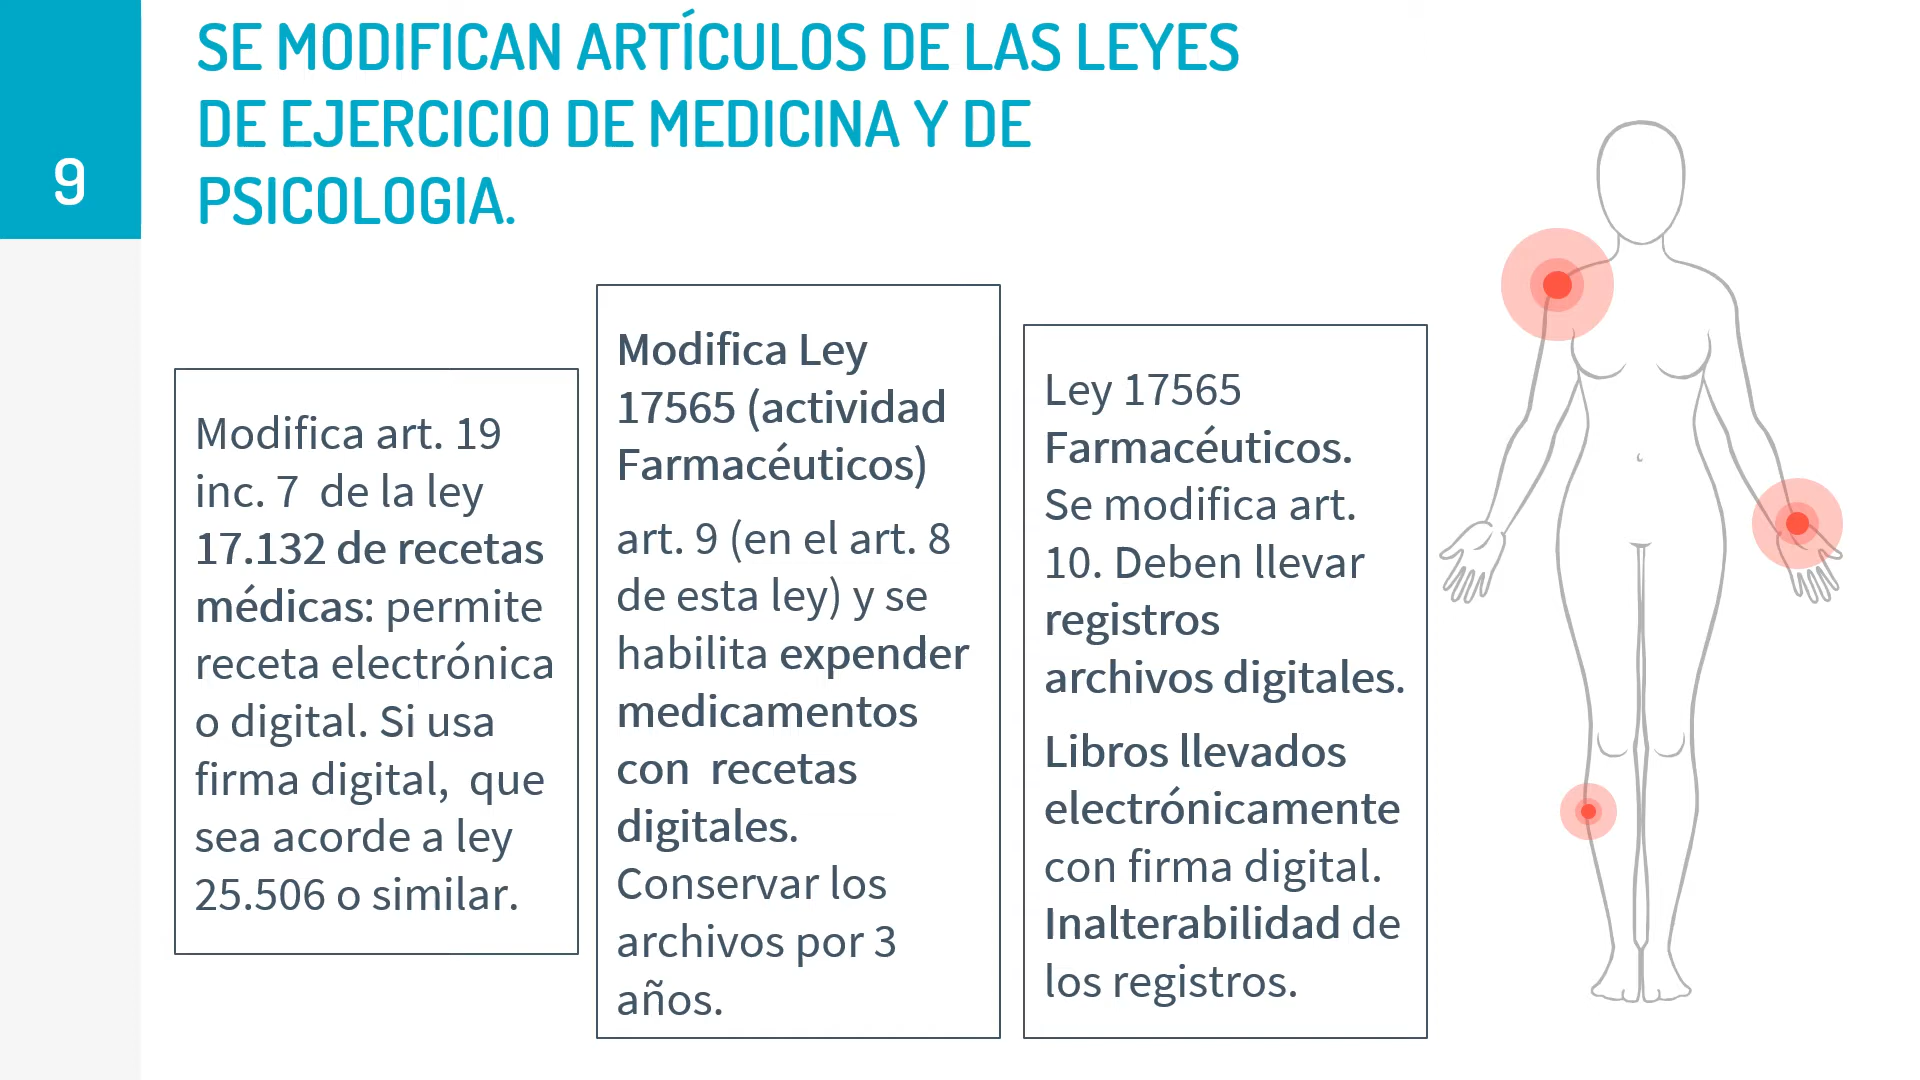 9
SE MODIFICAN ARTÍCULOS DE LAS LEYES
DE EJERCICIO DE MEDICINA Y DE
PSICOLOGIA.
Modifica art. 19
inc. 7 de la ley
17.132 de recetas
médicas: permite
receta electrónica
o digital. Si usa
firma digital, que
sea acorde a ley
25.506 o similar.
Modifica Ley
17565 (actividad
Farmacéuticos)
art. 9 (en el art. 8
de esta ley) y se
habilita expender
medicamentos
con recetas
digitales.
Conservar los
archivos por 3
años.
Ley 17565
Farmacéuticos.
Se modifica art.
10. Deben llevar
registros
archivos digitales.
Libros llevados
electrónicamente
con firma digital.
Inalterabilidad de
los registros.